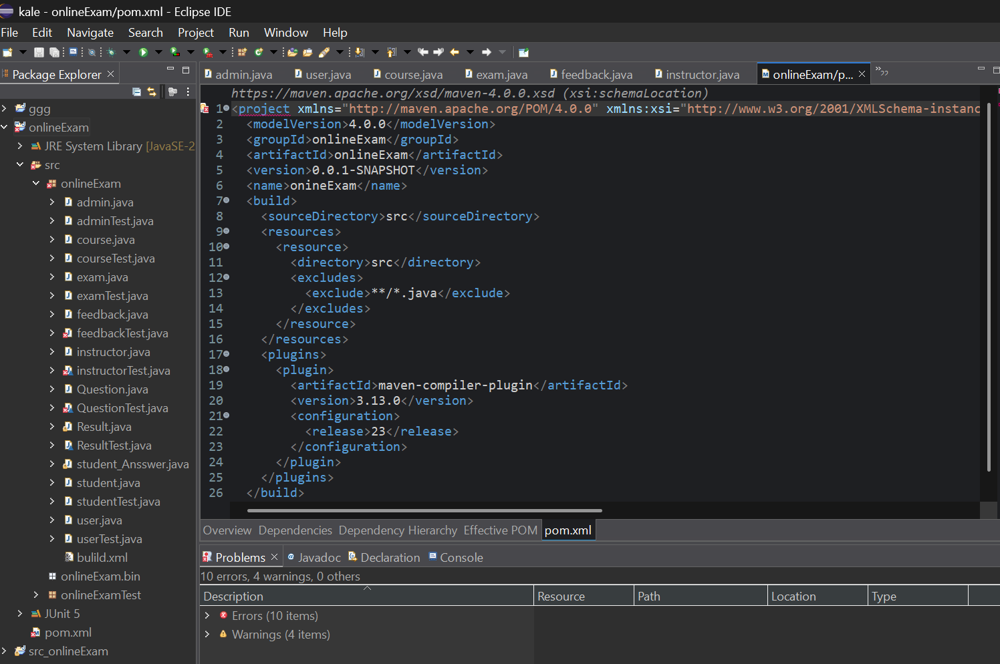 kale - onlineExam/pom.xml - Eclipse IDE
File Edit Navigate Search Project Run Window Help
Package Explorer
ggg
onlineExam
JRE System Library [JavaSE-2
src
onlineExam
admin.java
adminTest.java
course.java
courseTest.java
exam.java
examTest.java
feedback.java
feedbackTest.java
instructor.java
instructorTest.java
Question.java
QuestionTest.java
Result.java
ResultTest.java
student_Ansswer.java
student.java
studentTest.java
user.java
userTest.java
builild.xml
onlineExam.bin
onlineExamTest
JUnit 5
pom.xml
src_onlineExam
admin.java user.java course.java exam.java feedback.java instructor.java onlineExam/p... »22
https://maven.apache.org/xsd/maven-4.0.0.xsd (xsi:schemaLocation)
1 <project xmlns="http://maven.apache.org/POM/4.0.0" xmlns:xsi="http://www.w3.org/2001/XMLSchema-instanc
2 <modelVersion>4.0.0</modelVersion>
3 <groupId>onlineExam</groupId>
4 <artifactId>onlineExam</artifactId>
5 <version>0.0.1-SNAPSHOT</version>
6 <name>onineExam</name>
7 <build>
8 <sourceDirectory>src</sourceDirectory>
9 <resources>
10 <resource>
11 <directory>src</directory>
12 <excludes>
13 <exclude>**/*.java</exclude>
14 </excludes>
15 </resource>
16 </resources>
17 <plugins>
18 <plugin>
19 <artifactId>maven-compiler-plugin</artifactId>
20 <version>3.13.0</version>
21 <configuration>
22 <release>23</release>
23 </configuration>
24 </plugin>
25 </plugins>
26 </build>
Overview Dependencies Dependency Hierarchy Effective POM pom.xml
Problems Javadoc Declaration Console
10 errors, 4 warnings, 0 others
Description Resource Path Location Type
Errors (10 items)
Warnings (4 items)